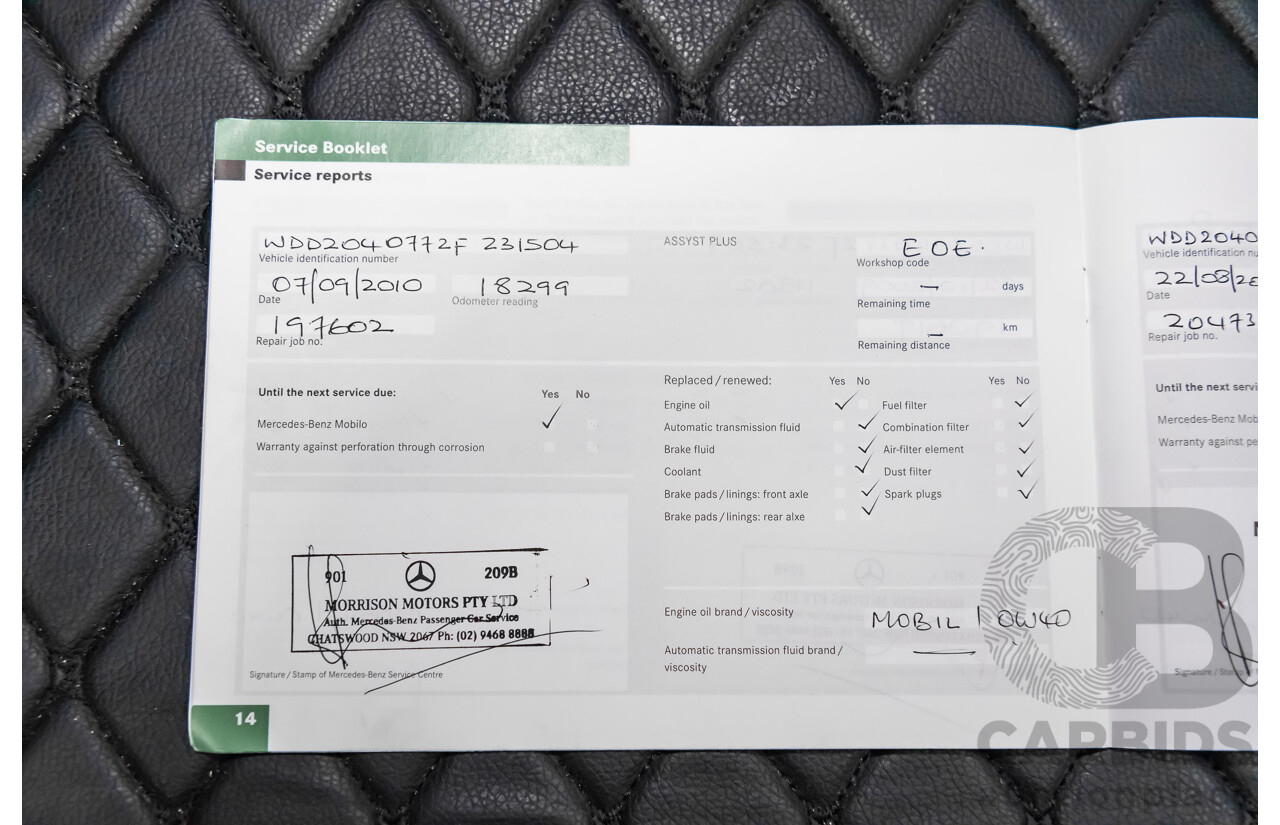 Service Booklet
Service reports
WDD2040772F 231504
Vehicle identification number
07/09/2010 18299
Date Odometer reading
197602
Repair job no.
ASSYST PLUS
EOE.
Workshop code
– days
Remaining time
– km
Remaining distance
Until the next service due: Yes No
Mercedes-Benz Mobilo ✓
Warranty against perforation through corrosion
Replaced / renewed: Yes No Yes No
Engine oil ✓ Fuel filter ✓
Automatic transmission fluid ✓ Combination filter ✓
Brake fluid ✓ Air-filter element ✓
Coolant ✓ Dust filter ✓
Brake pads / linings: front axle ✓ Spark plugs ✓
Brake pads / linings: rear alxe ✓
901 209B
MORRISON MOTORS PTY LTD
Auth. Mercedes-Benz Passenger Car Service
CHATSWOOD NSW 2067 Ph: (02) 9468 8888
Signature / Stamp of Mercedes-Benz Service Centre
Engine oil brand / viscosity MOBIL 1 0W40
Automatic transmission fluid brand / —
viscosity
14
WDD2040
Vehicle identification nu
22/08/20
Date
20473
Repair job no.
Until the next servi
Mercedes-Benz Mob
Warranty against pe
Signature / Stamp
CB
CARBIDS